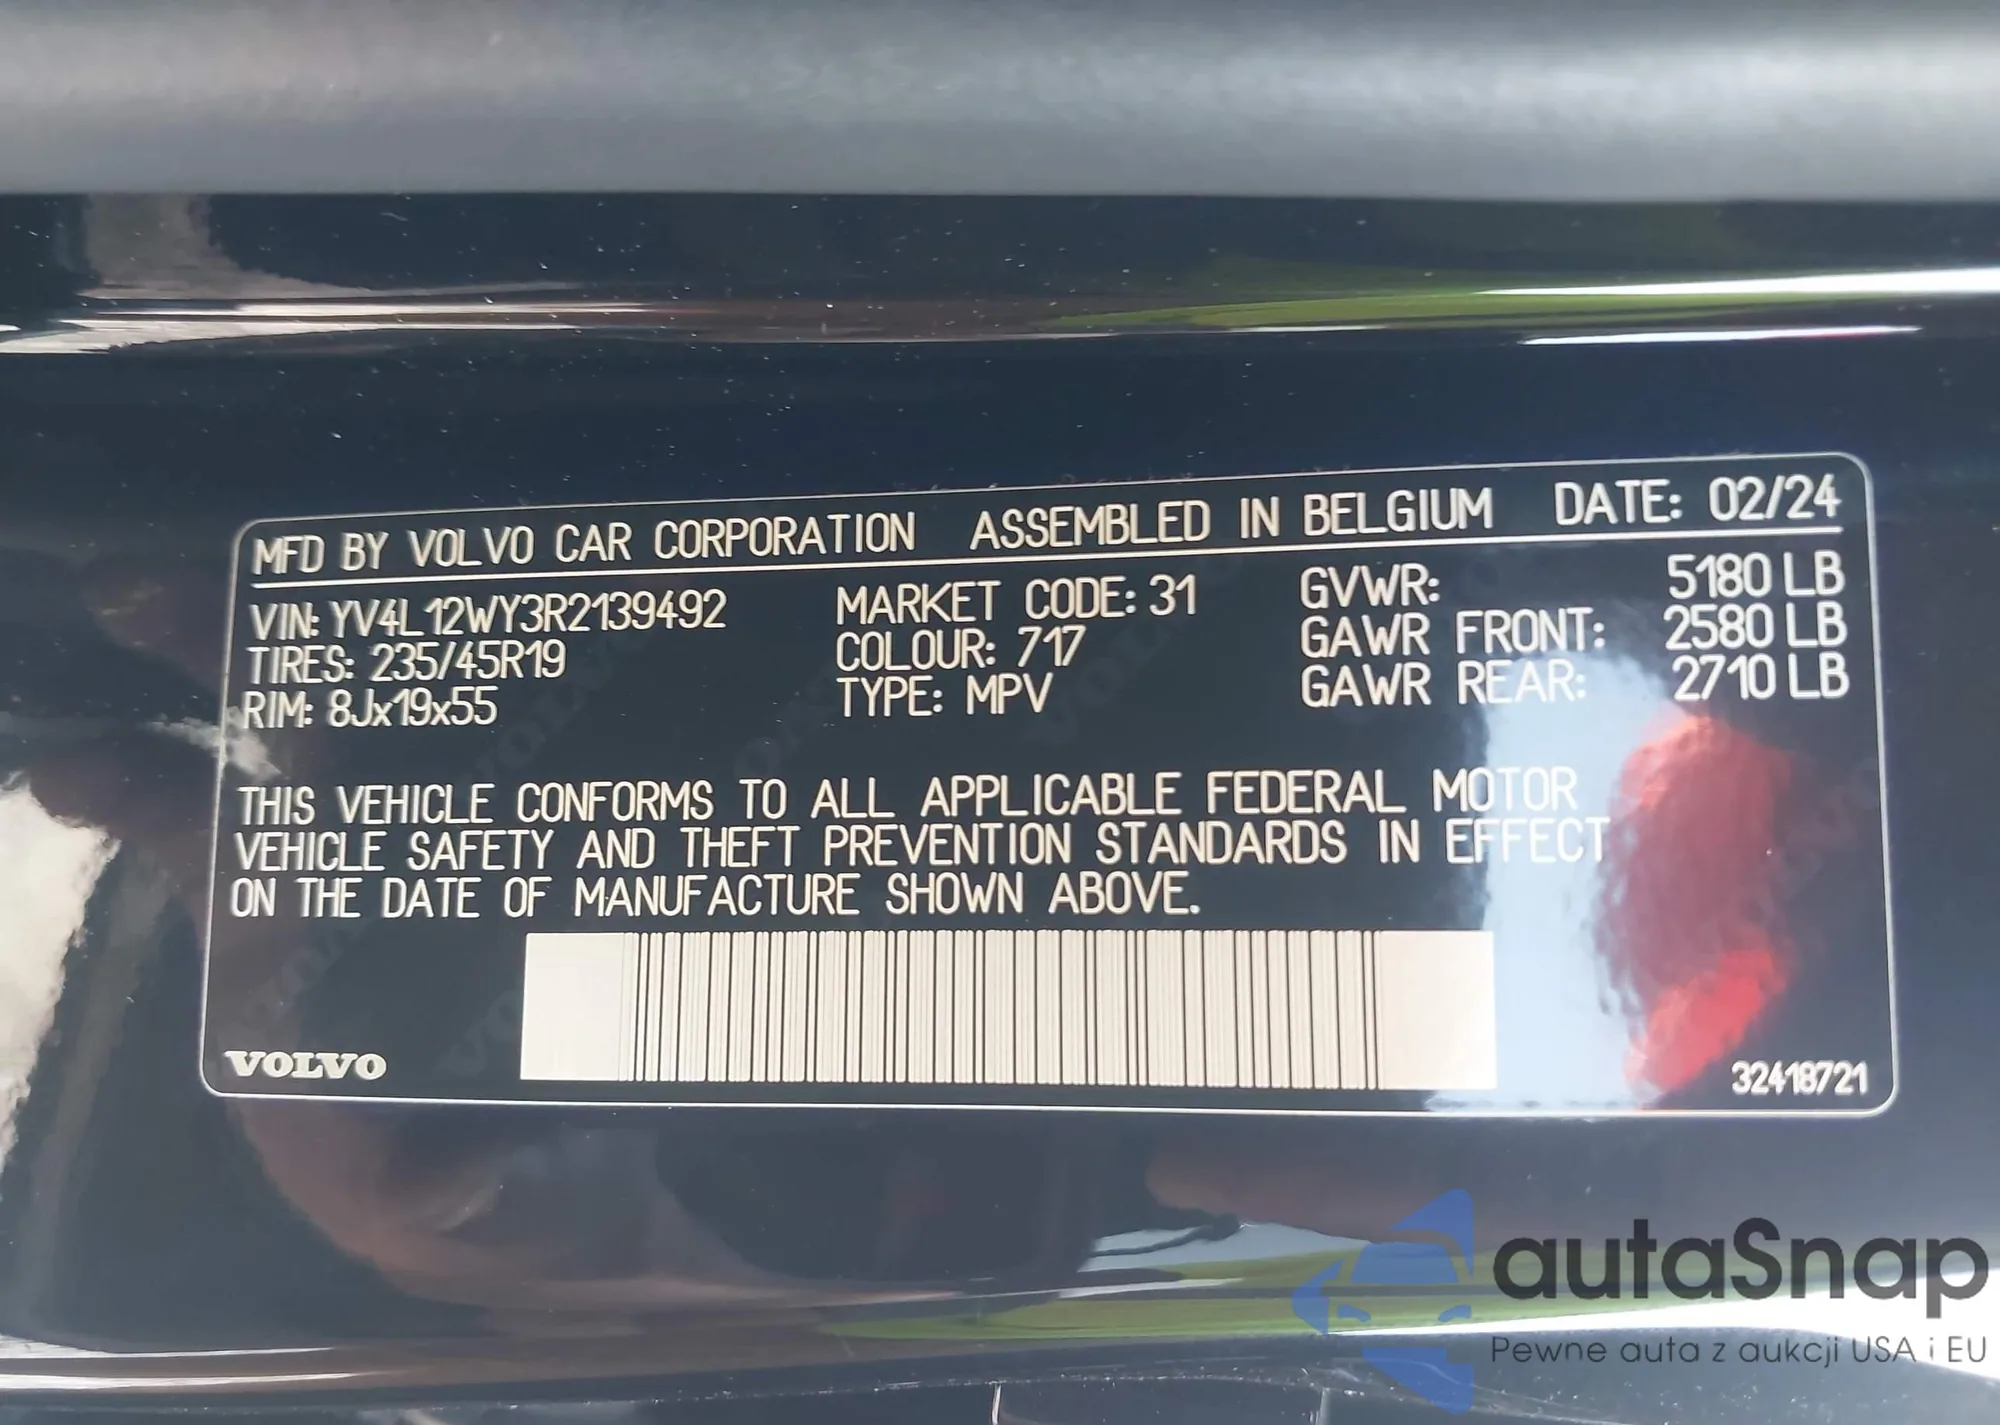 MFD BY VOLVO CAR CORPORATION ASSEMBLED IN BELGIUM DATE: 02/24
VIN: YV4L12WY3R2139492 MARKET CODE: 31 GVWR: 5180 LB
TIRES: 235/45R19 COLOUR: 717 GAWR FRONT: 2580 LB
RIM: 8Jx19x55 TYPE: MPV GAWR REAR: 2710 LB
THIS VEHICLE CONFORMS TO ALL APPLICABLE FEDERAL MOTOR
VEHICLE SAFETY AND THEFT PREVENTION STANDARDS IN EFFECT
ON THE DATE OF MANUFACTURE SHOWN ABOVE.
VOLVO 32418721
autaSnap
Pewne auta z aukcji USA i EU